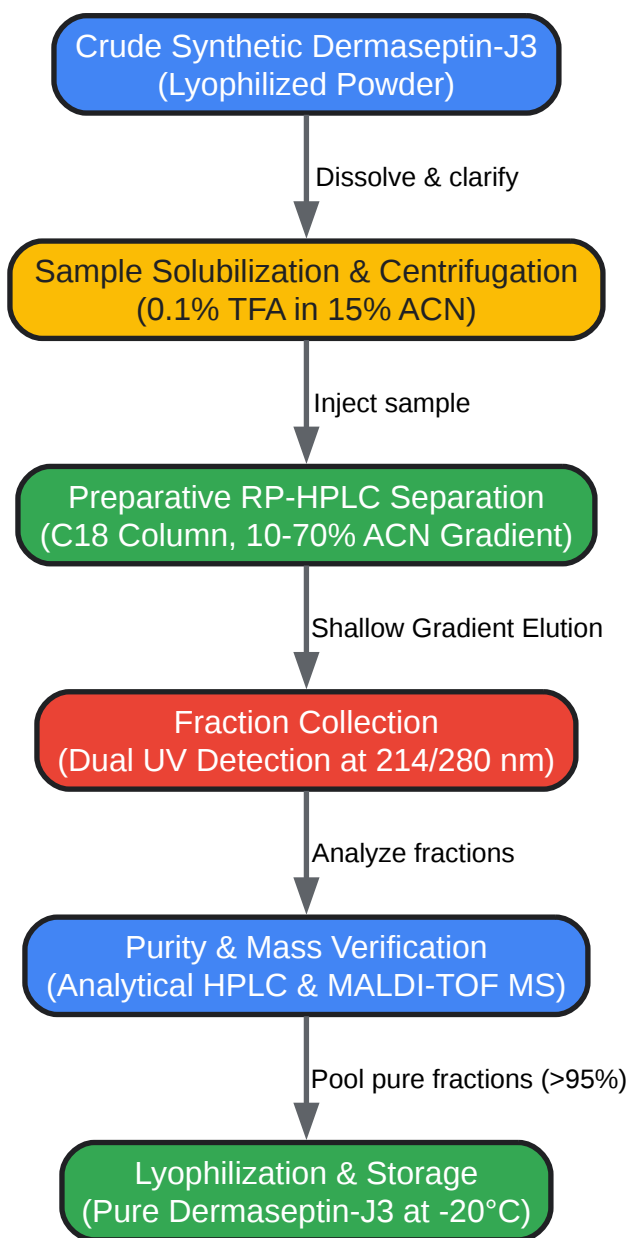 Crude Synthetic Dermaseptin-J3
(Lyophilized Powder)
Dissolve & clarify
Sample Solubilization & Centrifugation
(0.1% TFA in 15% ACN)
Inject sample
Preparative RP-HPLC Separation
(C18 Column, 10-70% ACN Gradient)
Shallow Gradient Elution
Fraction Collection
(Dual UV Detection at 214/280 nm)
Analyze fractions
Purity & Mass Verification
(Analytical HPLC & MALDI-TOF MS)
Pool pure fractions (>95%)
Lyophilization & Storage
(Pure Dermaseptin-J3 at -20°C)